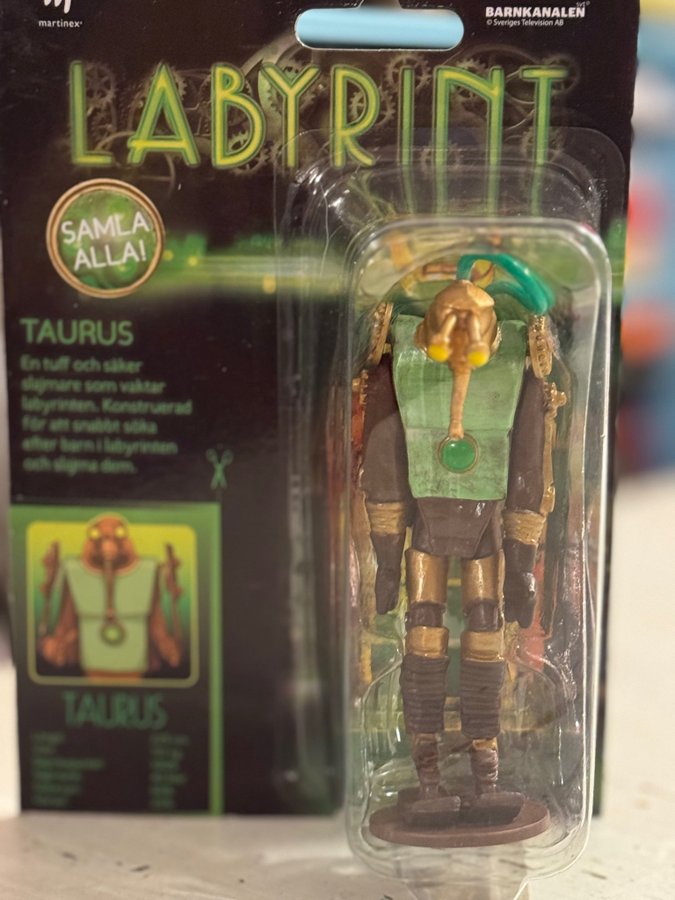 martinex®
BARNKANALEN
SVT©
© Sveriges Television AB
LABYRINT
SAMLA
ALLA!
TAURUS
En tuff och säker
slajmare som vaktar
labyrinten. Konstruerad
för att snabbt söka
efter barn i labyrinten
och slajma dem.
TAURUS